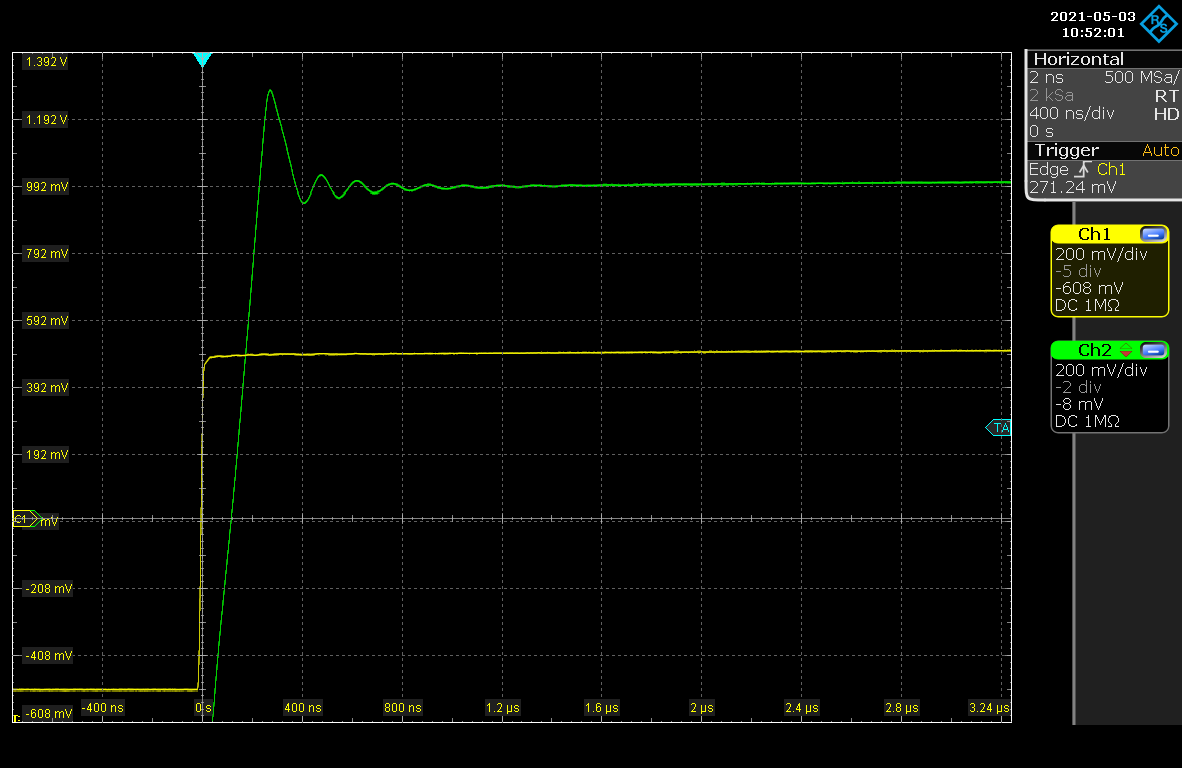 2021-05-03
10:52:01
R
S
Horizontal
2 ns 500 MSa/
2 kSa RT
400 ns/div HD
0 s
Trigger Auto
Edge Ch1
271.24 mV
Ch1
200 mV/div
-5 div
-608 mV
DC 1MΩ
Ch2
200 mV/div
-2 div
-8 mV
DC 1MΩ
1.392 V
1.192 V
992 mV
792 mV
592 mV
392 mV
TA
192 mV
C1 mV
-208 mV
-408 mV
-608 mV
-400 ns 0 s 400 ns 800 ns 1.2 µs 1.6 µs 2 µs 2.4 µs 2.8 µs 3.24 µs